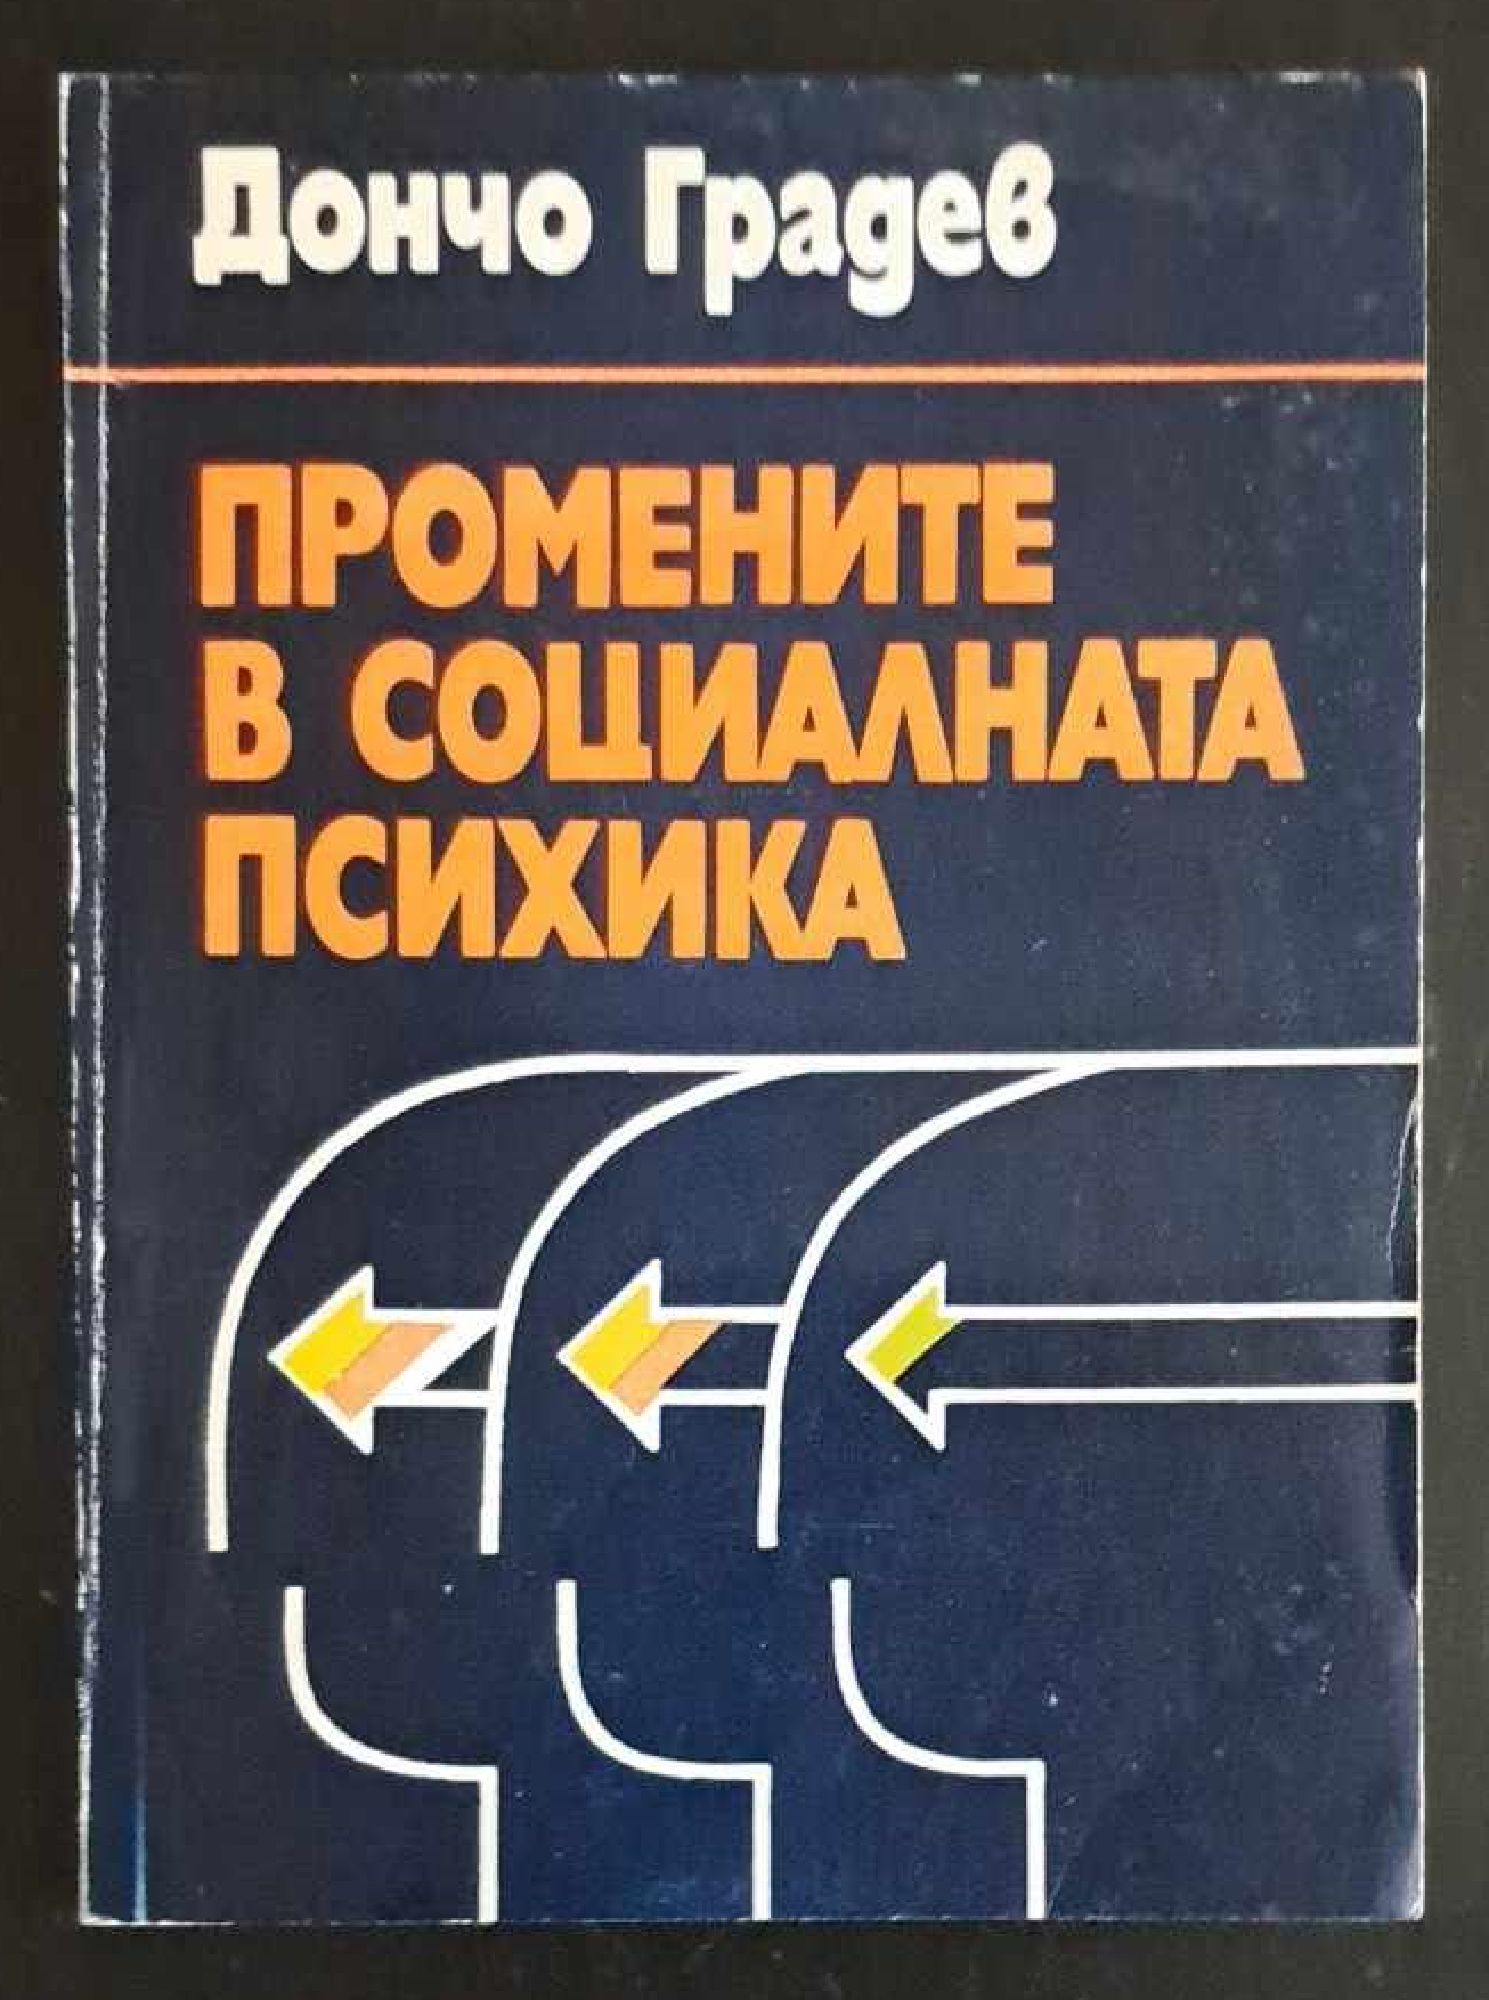 Дончо Градев
ПРОМЕНИТЕ
В СОЦИАЛНАТА
ПСИХИКА